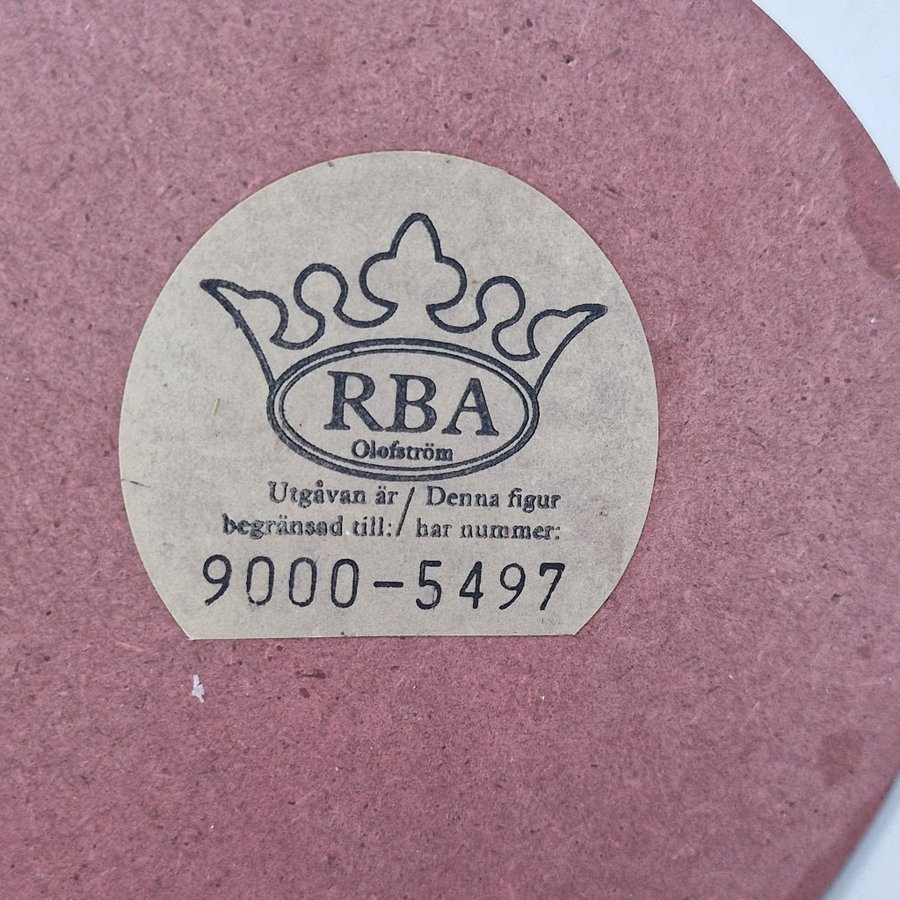 RBA
Olofström
Utgåvan är / Denna figur
begränsad till: / har nummer:
9000-5497